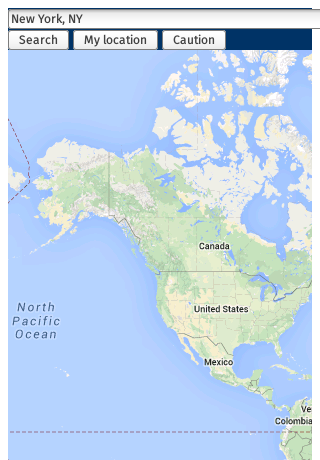 New York, NY
Search My location Caution
Canada
North
Pacific
Ocean
United States
Mexico
Ve
Colombia